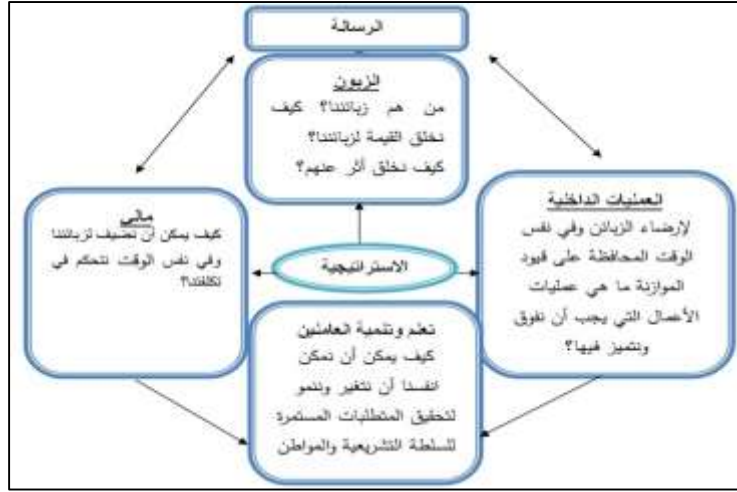 الرسالة
الزبون
من هم زبائننا؟ كيف
نخلق القيمة لزبائننا؟
كيف نخلق أثر عنهم؟
مالي
كيف يمكن أن نضيف لزبائننا
وفي نفس الوقت نتحكم في
تكلفتنا؟
الاستراتيجية
العمليات الداخلية
لإرضاء الزبائن وفي نفس
الوقت المحافظة على قيود
الموازنة ما هي عمليات
الأعمال التي يجب أن نفوق
ونتميز فيها؟
تعلم وتنمية العاملين
كيف يمكن أن نمكن
انفسنا أن نتغير وننمو
لتحقيق المتطلبات المستمرة
للسلطة التشريعية والمواطن